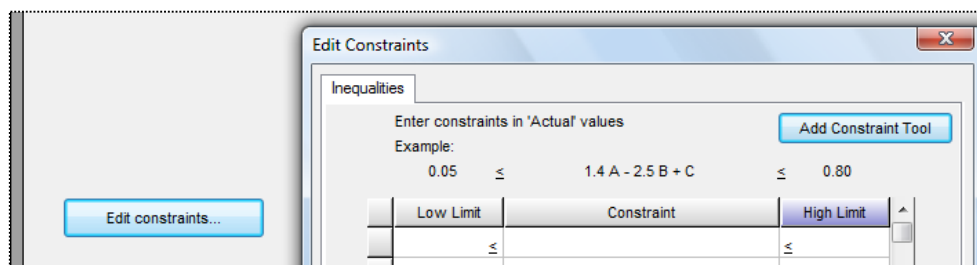 Edit Constraints
Inequalities
Enter constraints in 'Actual' values
Add Constraint Tool
Example:
0.05 ≤ 1.4 A - 2.5 B + C ≤ 0.80
Edit constraints...
Low Limit Constraint High Limit
≤ ≤